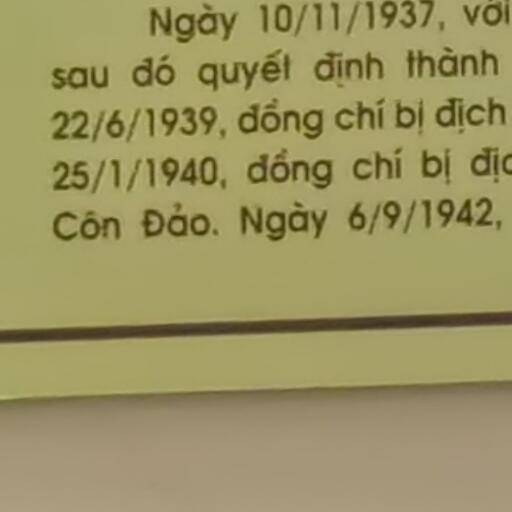 Ngày 10/11/1937, với
sau đó quyết định thành
22/6/1939, đồng chí bị địch
25/1/1940, đồng chí bị
Côn Đảo. Ngày 6/9/1942,